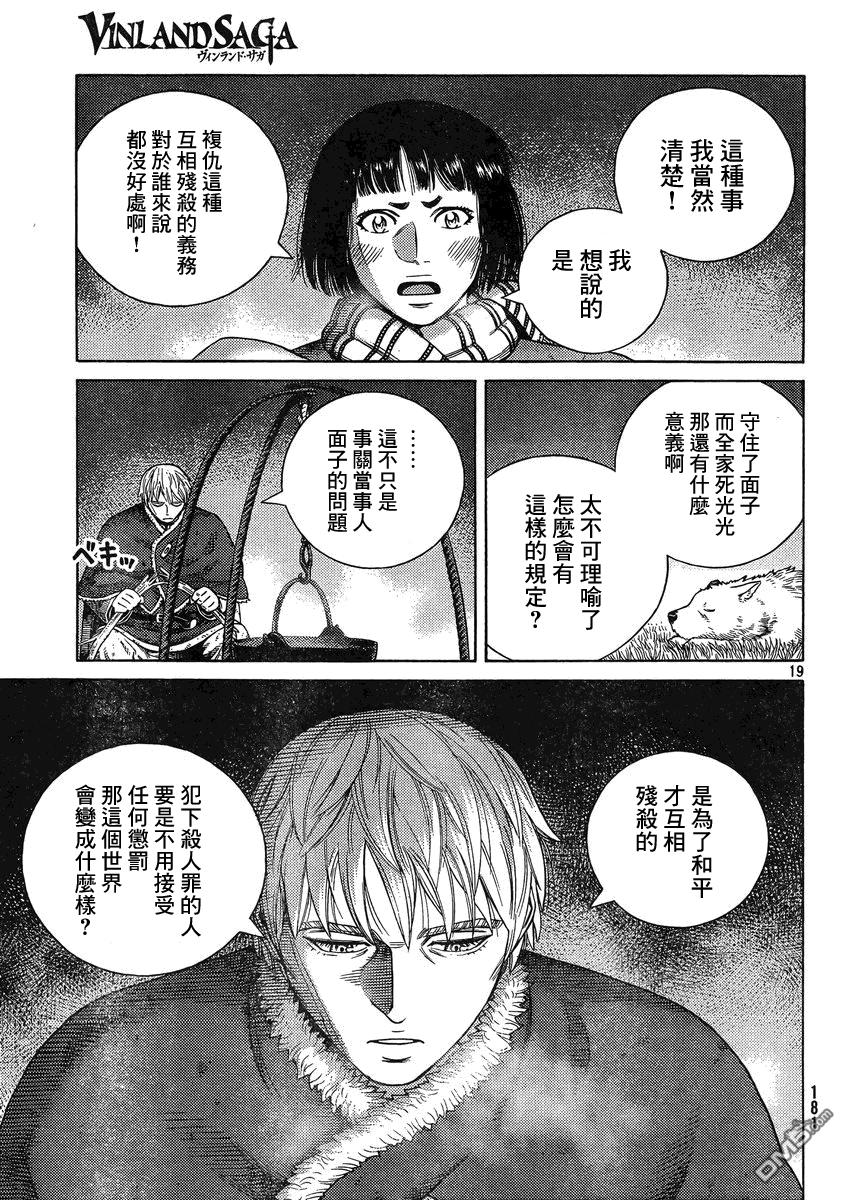 VINLAND SAGA
ヴィンランド・サガ
這種事
我當然
清楚！
我
想說的
是
複仇這種
互相殘殺的義務
對於誰來說
都沒好處啊！
守住了面子
而全家死光光
那還有什麼
意義啊
太不可理喻了
怎麼會有
這樣的規定？
……
這不只是
事關當事人
面子的問題
ベキッ
19
是為了和平
才互相
殘殺的
犯下殺人罪的人
要是不用接受
任何懲罰
那這個世界
會變成什麼樣？
DM5.com